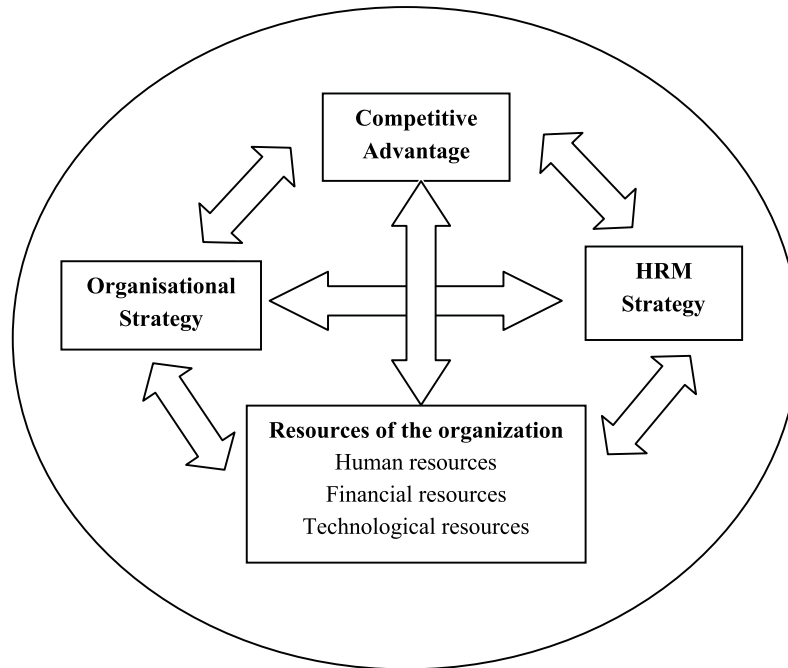 Competitive
Advantage
Organisational
Strategy
HRM
Strategy
Resources of the organization
Human resources
Financial resources
Technological resources